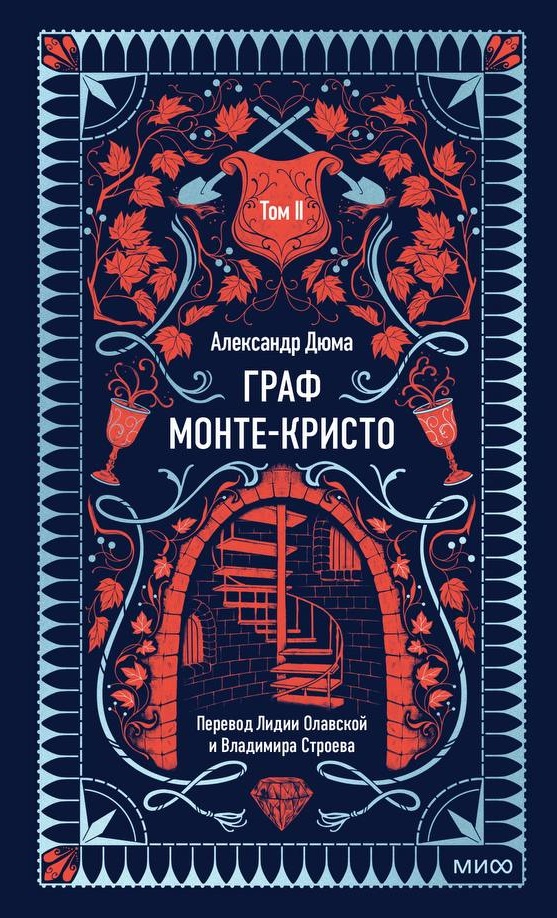 Том II
Александр Дюма
ГРАФ
МОНТЕ-КРИСТО
Перевод Лидии Олавской
и Владимира Строева
МИФ